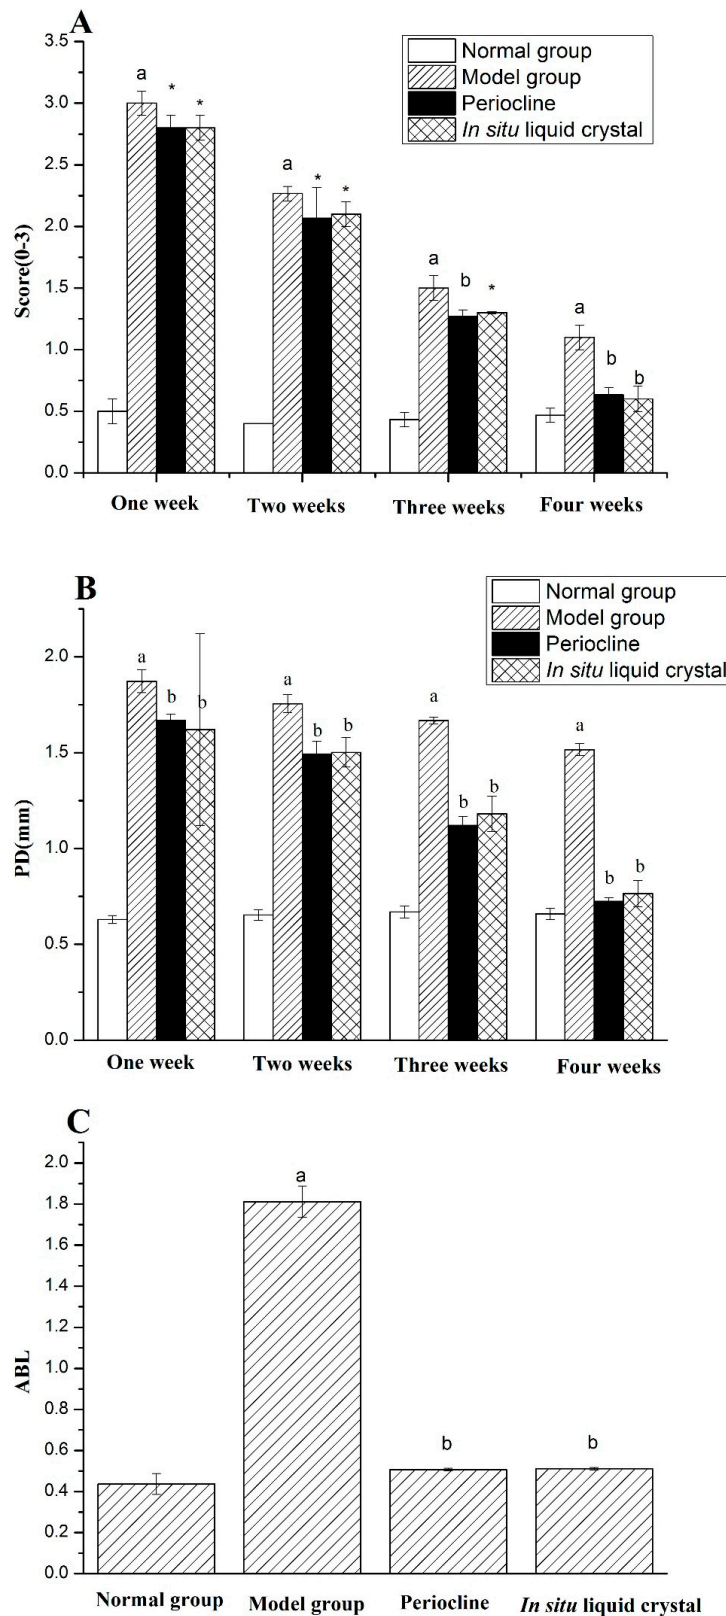 A
3.5
3.0
2.5
2.0
1.5
1.0
0.5
0.0
Score(0-3)
Normal group
Model group
Periocline
In situ liquid crystal
a * *
a * *
a b *
a b b
One week Two weeks Three weeks Four weeks
B
2.0
1.5
1.0
0.5
0.0
PD(mm)
Normal group
Model group
Periocline
In situ liquid crystal
a b b
a b b
a b b
a b b
One week Two weeks Three weeks Four weeks
C
2.0
1.8
1.6
1.4
1.2
1.0
0.8
0.6
0.4
0.2
0.0
ABL
a
b
b
Normal group Model group Periocline In situ liquid crystal